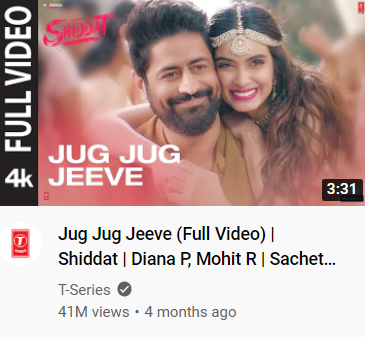 FULL VIDEO
4k
SHIDDAT
JUG JUG
JEEVE
3:31
Jug Jug Jeeve (Full Video) |
Shiddat | Diana P, Mohit R | Sachet...
T-Series
41M views • 4 months ago